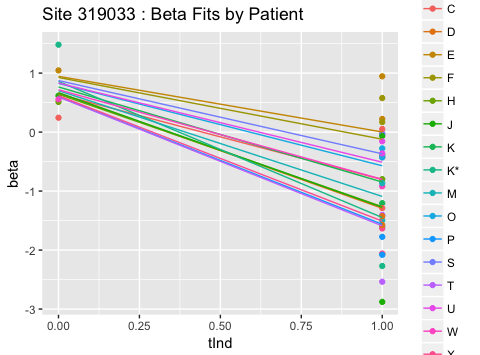 Site 319033 : Beta Fits by Patient
beta
1
0
-1
-2
-3
0.00
0.25
0.50
0.75
1.00
tInd
C
D
E
F
H
J
K
K*
M
O
P
S
T
U
W
Y